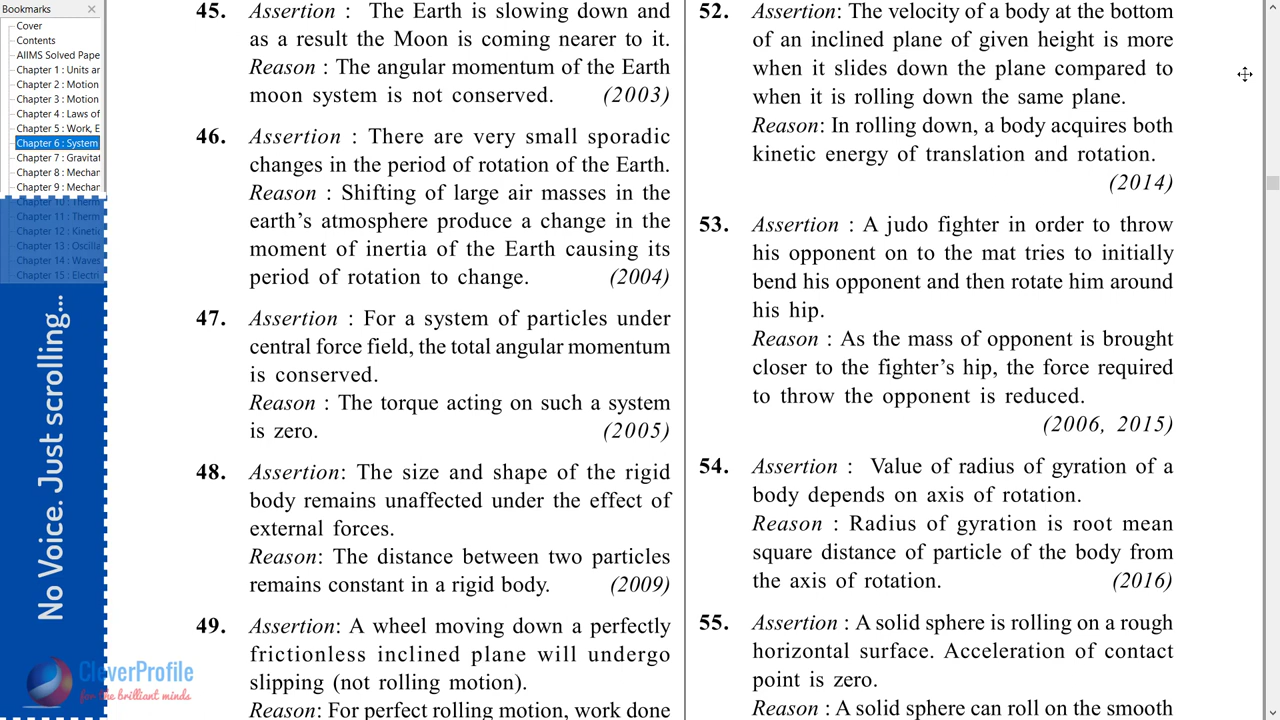 Bookmarks
Cover
Contents
AIIMS Solved Pape
Chapter 1 : Units ar
Chapter 2 : Motion
Chapter 3 : Motion
Chapter 4 : Laws of
Chapter 5 : Work, E
Chapter 6 : System
Chapter 7 : Gravitat
Chapter 8 : Mechar
Chapter 9 : Mechar
Chapter 10 : Therm
Chapter 11 : Therm
Chapter 12 : Kineti
Chapter 13 : Oscilla
Chapter 14 : Waves
Chapter 15 : Electri
No Voice. Just scrolling...
CleverProfile
for the brilliant minds
45. Assertion : The Earth is slowing down and
as a result the Moon is coming nearer to it.
Reason : The angular momentum of the Earth
moon system is not conserved. (2003)
46. Assertion : There are very small sporadic
changes in the period of rotation of the Earth.
Reason : Shifting of large air masses in the
earth's atmosphere produce a change in the
moment of inertia of the Earth causing its
period of rotation to change. (2004)
47. Assertion : For a system of particles under
central force field, the total angular momentum
is conserved.
Reason : The torque acting on such a system
is zero. (2005)
48. Assertion: The size and shape of the rigid
body remains unaffected under the effect of
external forces.
Reason: The distance between two particles
remains constant in a rigid body. (2009)
49. Assertion: A wheel moving down a perfectly
frictionless inclined plane will undergo
slipping (not rolling motion).
Reason: For perfect rolling motion, work done
52. Assertion: The velocity of a body at the bottom
of an inclined plane of given height is more
when it slides down the plane compared to
when it is rolling down the same plane.
Reason: In rolling down, a body acquires both
kinetic energy of translation and rotation.
(2014)
53. Assertion : A judo fighter in order to throw
his opponent on to the mat tries to initially
bend his opponent and then rotate him around
his hip.
Reason : As the mass of opponent is brought
closer to the fighter's hip, the force required
to throw the opponent is reduced.
(2006, 2015)
54. Assertion : Value of radius of gyration of a
body depends on axis of rotation.
Reason : Radius of gyration is root mean
square distance of particle of the body from
the axis of rotation. (2016)
55. Assertion : A solid sphere is rolling on a rough
horizontal surface. Acceleration of contact
point is zero.
Reason : A solid sphere can roll on the smooth